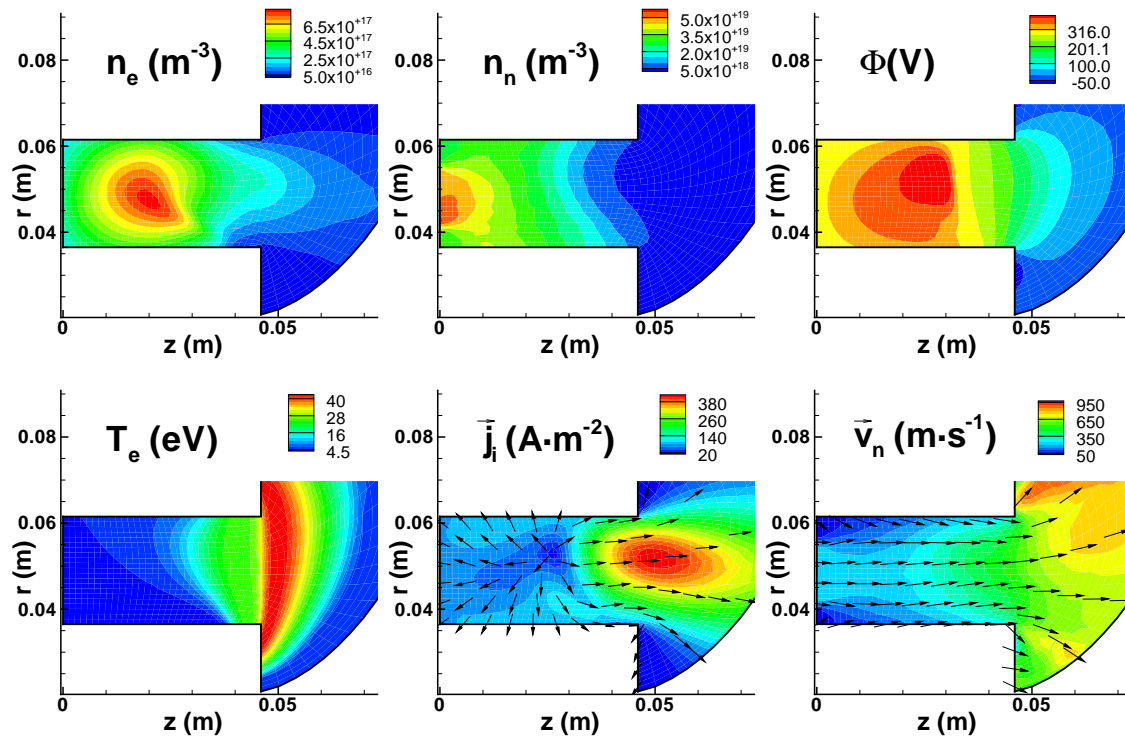 n_e (m^-3)
6.5x10^+17
4.5x10^+17
2.5x10^+17
5.0x10^+16
0.08
0.06
0.04
r (m)
0
0.05
z (m)
n_n (m^-3)
5.0x10^+19
3.5x10^+19
2.0x10^+19
5.0x10^+18
0.08
0.06
0.04
r (m)
0
0.05
z (m)
Φ(V)
316.0
201.1
100.0
-50.0
0.08
0.06
0.04
r (m)
0
0.05
z (m)
T_e (eV)
40
28
16
4.5
0.08
0.06
0.04
r (m)
0
0.05
z (m)
j⃗_i (A·m^-2)
380
260
140
20
0.08
0.06
0.04
r (m)
0
0.05
z (m)
v⃗_n (m·s^-1)
950
650
350
50
0.08
0.06
0.04
r (m)
0
0.05
z (m)